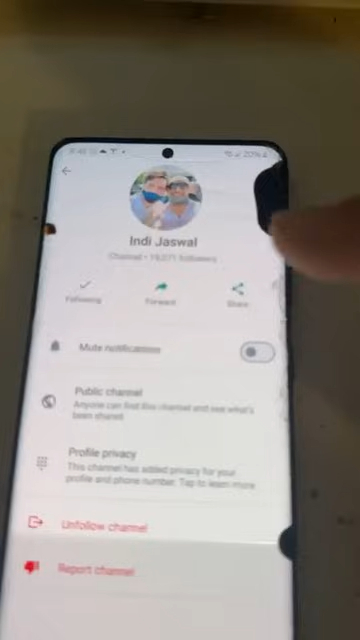 20%
Indi Jaswal
Following
Forward
Share
Mute notifications
Public channel
Anyone can find this channel and see what's
been shared.
Profile privacy
This channel has added privacy for your
profile and phone number. Tap to learn more.
Unfollow channel
Report channel